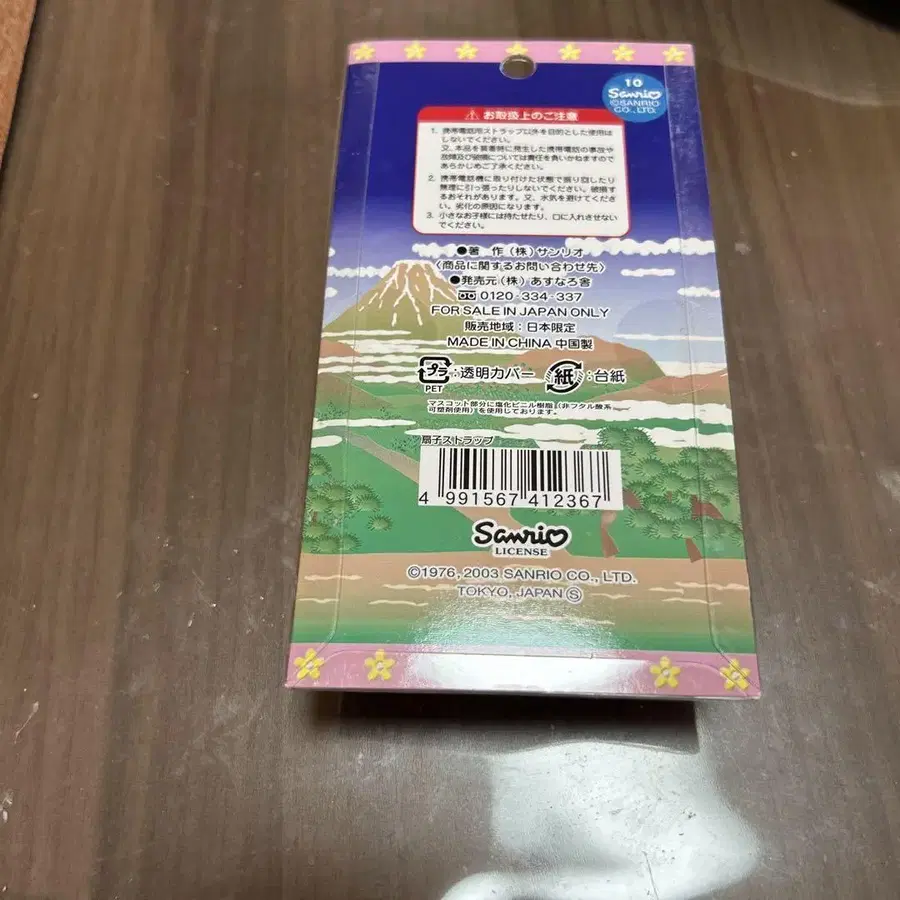 10
Sanrio
©SANRIO
CO., LTD.
お取扱上のご注意
1. 携帯電話用ストラップ以外を目的とした使用は
しないでください。
又、本品を装着時に発生した携帯電話の事故や
故障及び破損については責任を負いかねますので
あらかじめご了承ください。
2. 携帯電話機に取り付けた状態で振り回したり
無理に引っ張ったりしないでください。破損す
るおそれがあります。又、水気を避けてくださ
い。劣化の原因になります。
3. 小さなお子様には持たせたり、口に入れさせない
でください。
●著 作（株）サンリオ
〈商品に関するお問い合わせ先〉
●発売元（株）あすなろ舎
0120-334-337
FOR SALE IN JAPAN ONLY
販売地域：日本限定
MADE IN CHINA 中国製
プラ：透明カバー 紙：台紙
PET
マスコット部分に塩化ビニル樹脂（非フタル酸系
可塑剤使用）を使用しております。
扇子ストラップ
4 991567 412367
Sanrio
LICENSE
©1976, 2003 SANRIO CO., LTD.
TOKYO, JAPAN Ⓢ